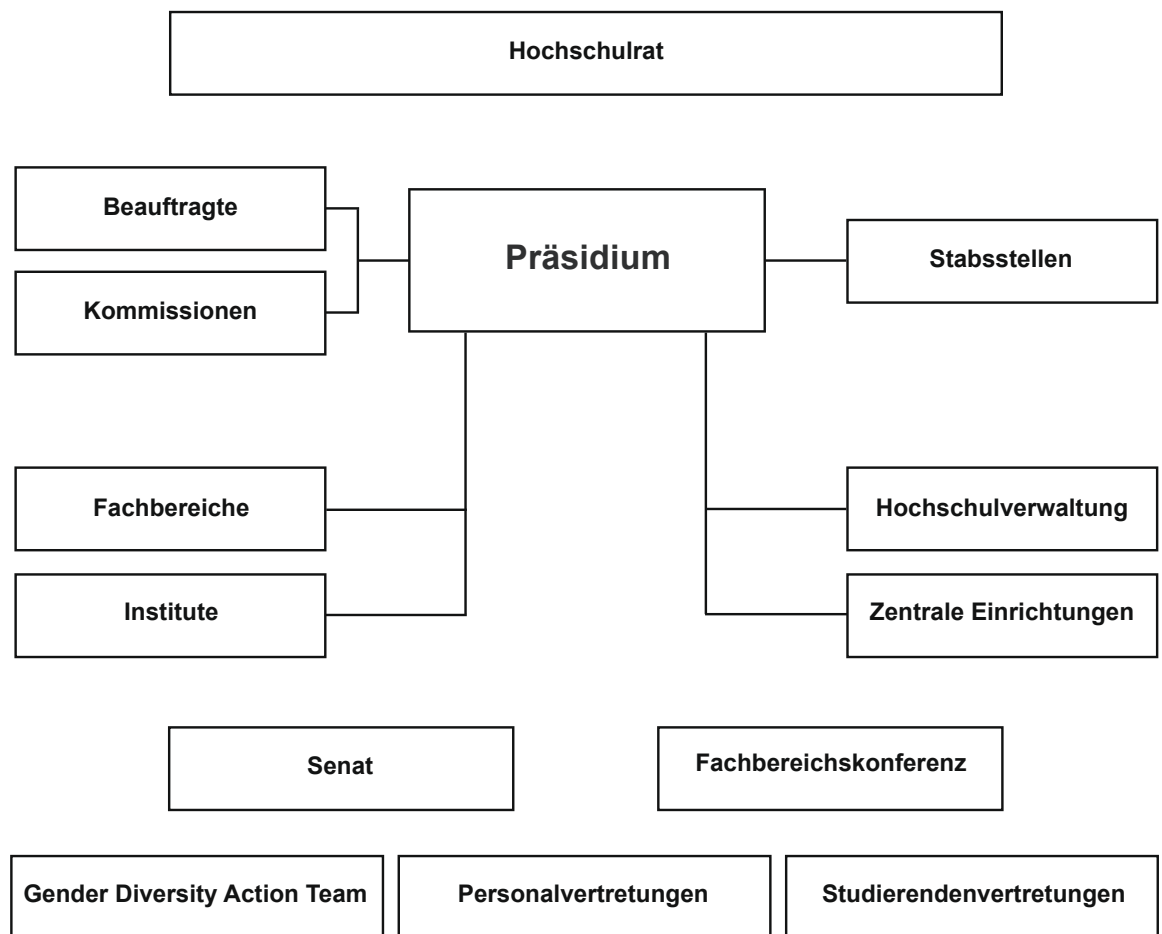 Hochschulrat
Beauftragte
Präsidium
Stabsstellen
Kommissionen
Fachbereiche
Hochschulverwaltung
Institute
Zentrale Einrichtungen
Senat
Fachbereichskonferenz
Gender Diversity Action Team
Personalvertretungen
Studierendenvertretungen